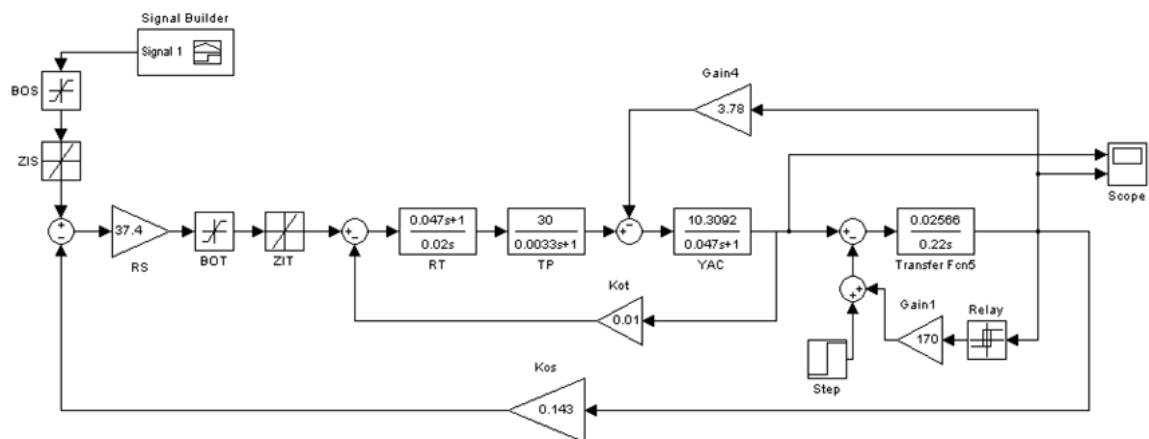 Signal Builder
Signal 1
BOS
ZIS
Gain4
3.78
Scope
37.4
RS
BOT
ZIT
0.047s+1
0.02s
RT
30
0.0033s+1
TP
10.3092
0.047s+1
YAC
0.02566
0.22s
Transfer Fcn5
Kot
0.01
Gain1
170
Relay
Step
Kos
0.143